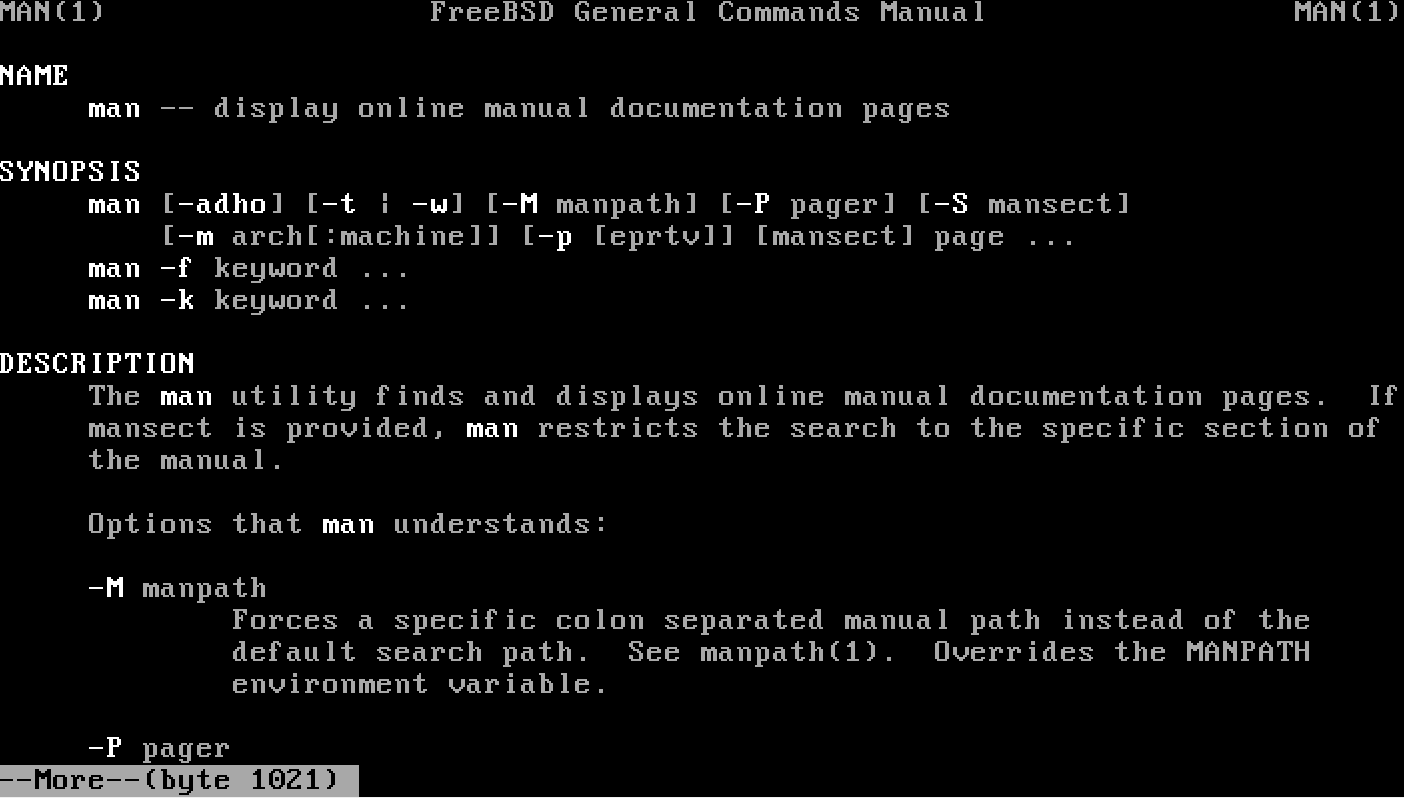 MAN(1)                  FreeBSD General Commands Manual                 MAN(1)

NAME
     man -- display online manual documentation pages

SYNOPSIS
     man [-adho] [-t | -w] [-M manpath] [-P pager] [-S mansect]
         [-m arch[:machine]] [-p [eprtv]] [mansect] page ...
     man -f keyword ...
     man -k keyword ...

DESCRIPTION
     The man utility finds and displays online manual documentation pages.  If
     mansect is provided, man restricts the search to the specific section of
     the manual.

     Options that man understands:

     -M manpath
             Forces a specific colon separated manual path instead of the
             default search path.  See manpath(1).  Overrides the MANPATH
             environment variable.

     -P pager
--More--(byte 1021)